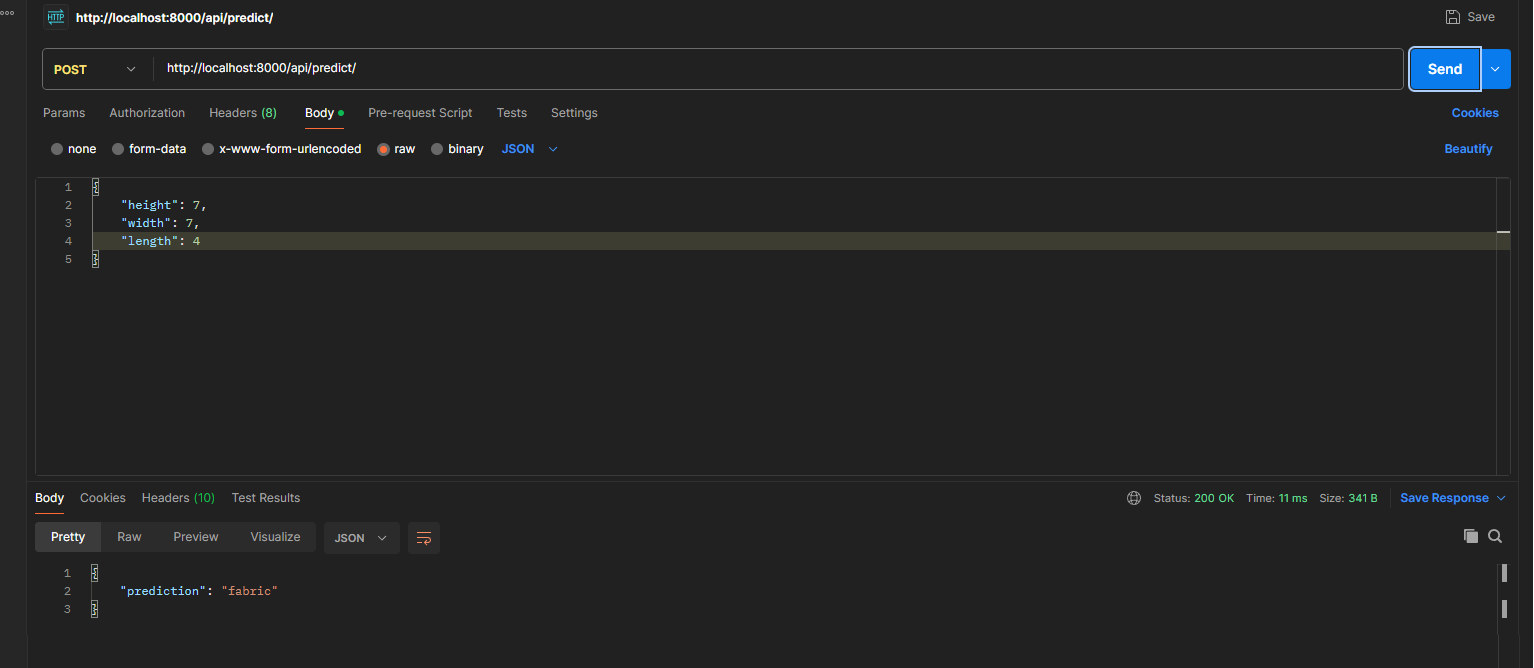 HTTP http://localhost:8000/api/predict/ Save
POST http://localhost:8000/api/predict/ Send
Params Authorization Headers (8) Body Pre-request Script Tests Settings Cookies
none form-data x-www-form-urlencoded raw binary JSON Beautify
1 {
2 "height": 7,
3 "width": 7,
4 "length": 4
5 }
Body Cookies Headers (10) Test Results Status: 200 OK Time: 11 ms Size: 341 B Save Response
Pretty Raw Preview Visualize JSON
1 {
2 "prediction": "fabric"
3 }